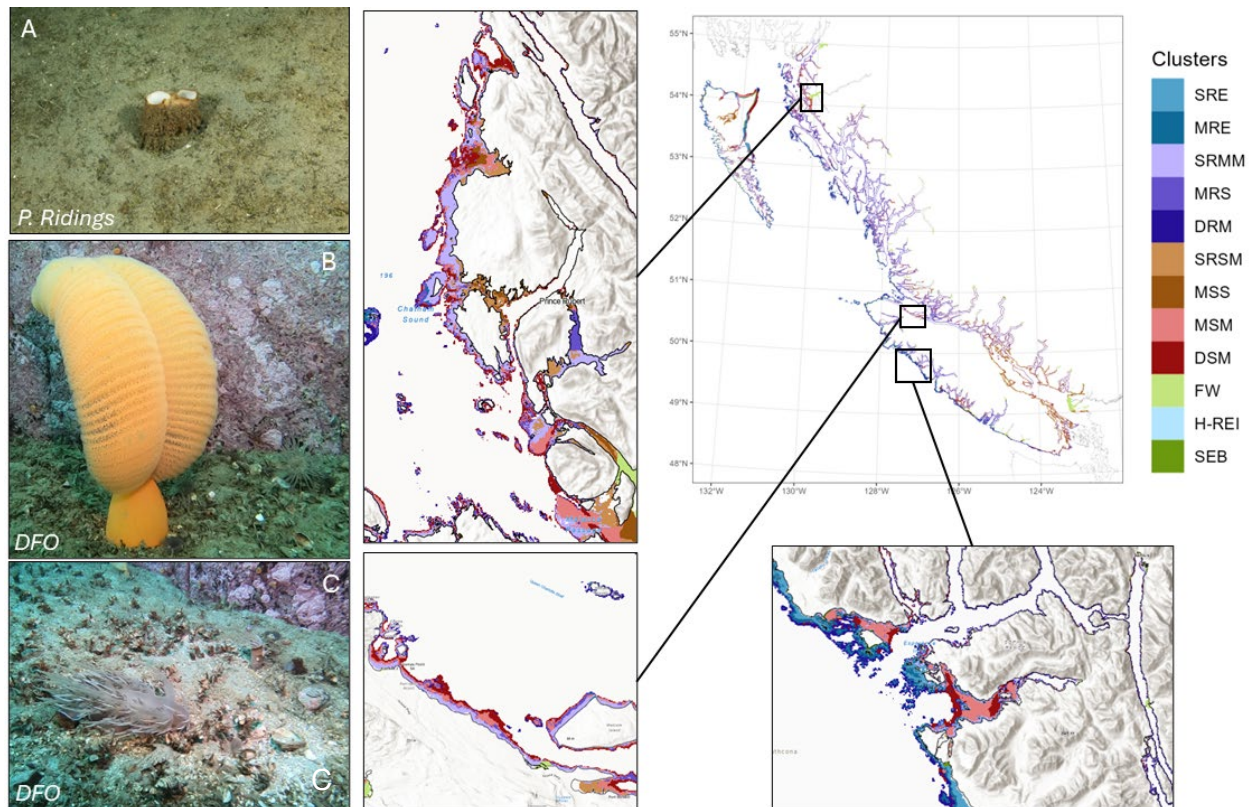 A
P. Ridings
B
DFO
C
C
DFO
196
Chatham
Sound
Prince Rupert
55°N
54°N
53°N
52°N
51°N
50°N
49°N
48°N
132°W
130°W
128°W
126°W
124°W
Clusters
SRE
MRE
SRMM
MRS
DRM
SRSM
MSS
MSM
DSM
FW
H-REI
SEB